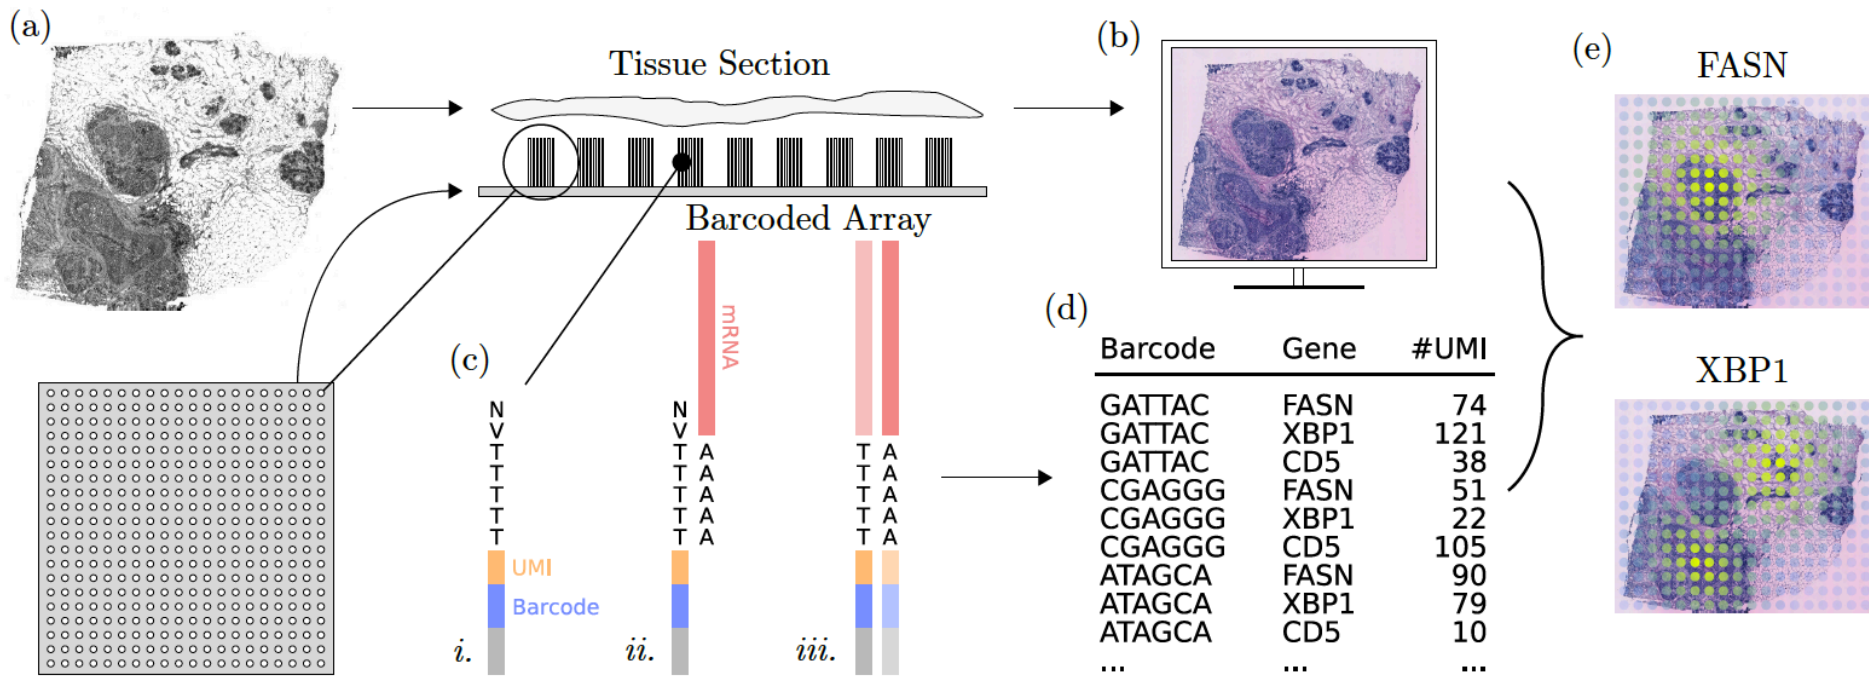 (a)
Tissue Section
Barcoded Array
(b)
(c)
mRNA
N
V
T
T
T
T
T
UMI
Barcode
i.
N
V
T
T
T
T
T
A
A
A
A
A
ii.
T
T
T
T
T
A
A
A
A
A
iii.
(d)
Barcode Gene #UMI
GATTAC FASN 74
GATTAC XBP1 121
GATTAC CD5 38
CGAGGG FASN 51
CGAGGG XBP1 22
CGAGGG CD5 105
ATAGCA FASN 90
ATAGCA XBP1 79
ATAGCA CD5 10
... ... ...
(e)
FASN
XBP1